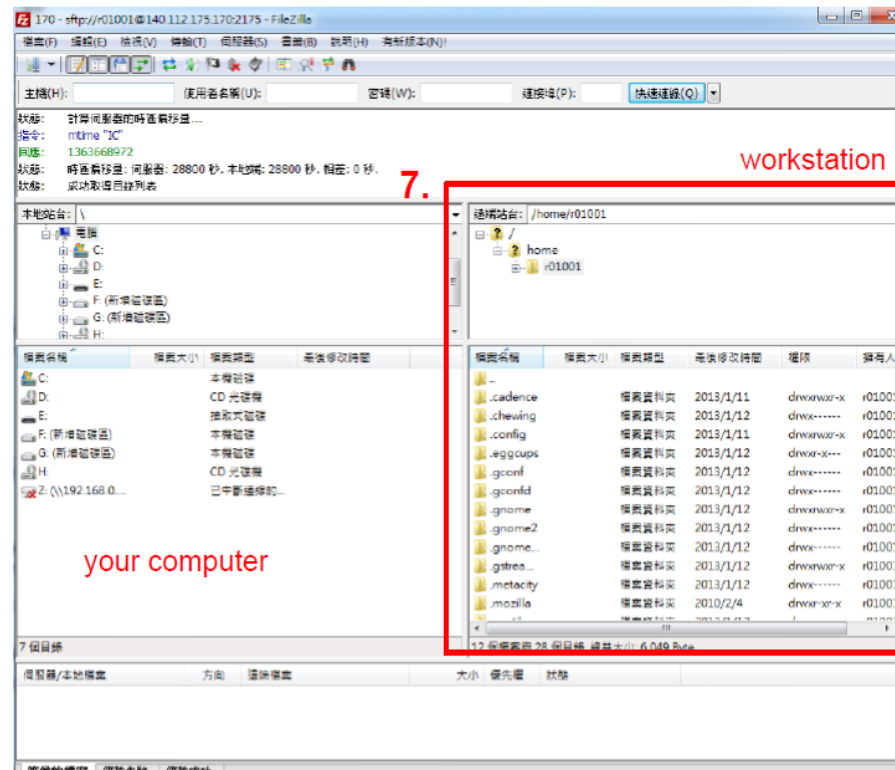 170 - sftp://r01001@140.112.175.170:2175 - FileZilla
檔案(F) 編輯(E) 檢視(V) 傳輸(T) 伺服器(S) 書籤(B) 說明(H) 有新版本(N)!
主機(H): 使用者名稱(U): 密碼(W): 連接埠(P): 快速連線(Q)
狀態: 計算伺服器的時區偏移量...
指令: mtime "IC"
回應: 1363668972
狀態: 時區偏移量: 伺服器: 28800 秒. 本地端: 28800 秒. 相差: 0 秒.
狀態: 成功取得目錄列表
7.
workstation
本地站台: \
電腦
C:
D:
E:
F: (新增磁碟區)
G: (新增磁碟區)
H:
遠端站台: /home/r01001
/
home
r01001
檔案名稱 檔案大小 檔案類型 最後修改時間
C: 本機磁碟
D: CD 光碟機
E: 抽取式磁碟
F: (新增磁碟區) 本機磁碟
G: (新增磁碟區) 本機磁碟
H: CD 光碟機
Z: (\\192.168.0.... 已中斷連線的...
your computer
7 個目錄
檔案名稱 檔案大小 檔案類型 最後修改時間 權限 擁有人
..
.cadence 檔案資料夾 2013/1/11 drwxrwxr-x r01001
.chewing 檔案資料夾 2013/1/12 drwx------ r01001
.config 檔案資料夾 2013/1/11 drwxrwxr-x r01001
.eggcups 檔案資料夾 2013/1/12 drwxr-x--- r01001
.gconf 檔案資料夾 2013/1/12 drwx------ r01001
.gconfd 檔案資料夾 2013/1/12 drwx------ r01001
.gnome 檔案資料夾 2013/1/12 drwxrwxr-x r01001
.gnome2 檔案資料夾 2013/1/12 drwx------ r01001
.gnome... 檔案資料夾 2013/1/12 drwx------ r01001
.gstrea... 檔案資料夾 2013/1/12 drwxrwxr-x r01001
.metacity 檔案資料夾 2013/1/12 drwx------ r01001
.mozilla 檔案資料夾 2010/2/4 drwxr-xr-x r01001
12 個檔案與 28 個目錄. 總共大小: 6,049 Byte
伺服器/本地檔案 方向 遠端檔案 大小 優先權 狀態